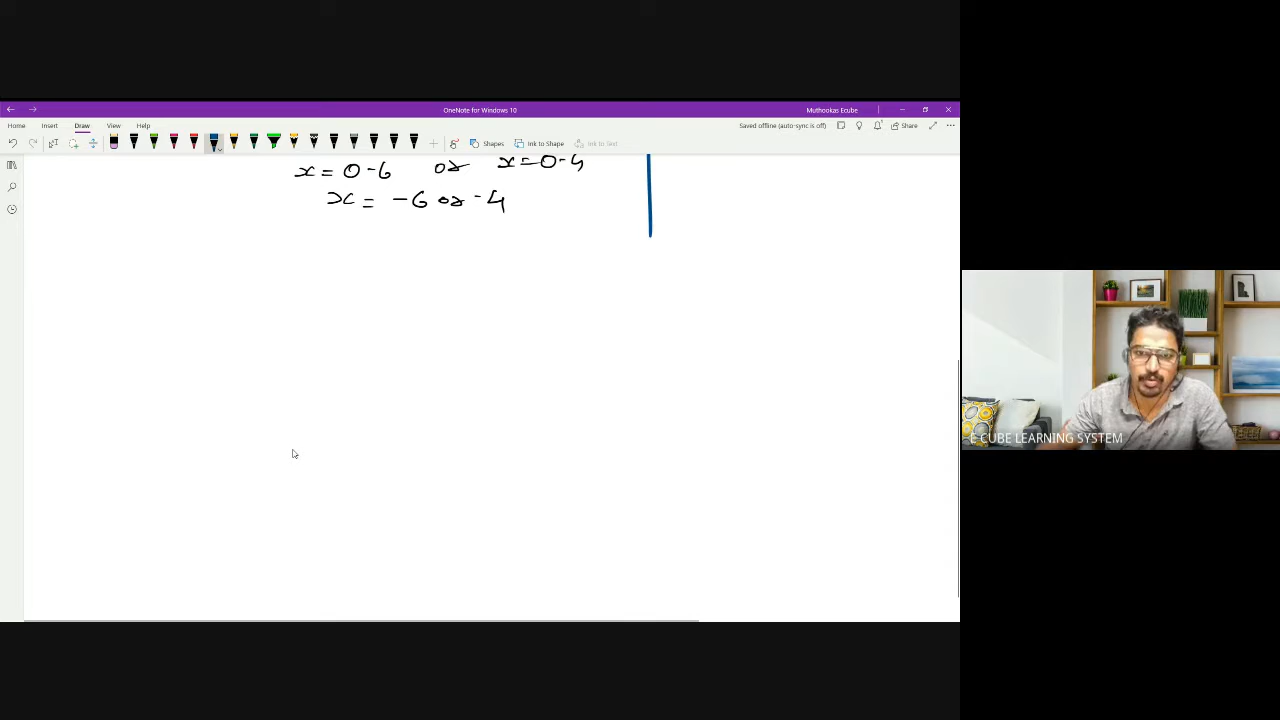 OneNote for Windows 10
Muthookas Ecube
Home Insert Draw View Help
Saved offline (auto-sync is off)
Share
Shapes
Ink to Shape
Ink to Text
x = 0-6 or x = 0-4
x = -6 or -4
E CUBE LEARNING SYSTEM